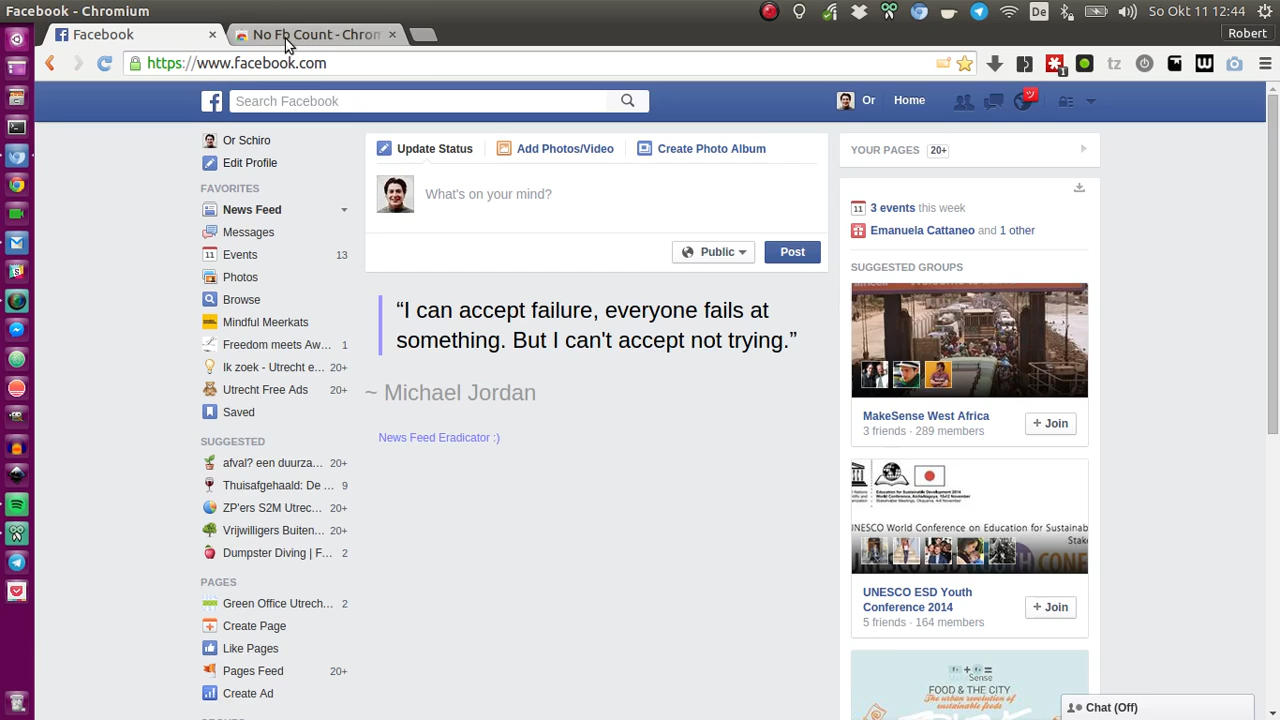 Facebook - Chromium
De
So Okt 11 12:44
Facebook
No Fb Count - Chrom
Robert
https://www.facebook.com
1
tz
W
Search Facebook
Or
Home
ツ
Or Schiro
Edit Profile
FAVORITES
News Feed
Messages
Events 13
Photos
Browse
Mindful Meerkats
Freedom meets Aw... 1
Ik zoek - Utrecht e... 20+
Utrecht Free Ads 20+
Saved
SUGGESTED
afval? een duurza... 20+
Thuisafgehaald: De ... 9
ZP'ers S2M Utrec... 20+
Vrijwilligers Buiten... 20+
Dumpster Diving | F... 2
PAGES
Green Office Utrech... 2
Create Page
Like Pages
Pages Feed 20+
Create Ad
Update Status
Add Photos/Video
Create Photo Album
What's on your mind?
Public
Post
“I can accept failure, everyone fails at
something. But I can't accept not trying.”
~ Michael Jordan
News Feed Eradicator :)
YOUR PAGES 20+
11
3 events this week
Emanuela Cattaneo and 1 other
SUGGESTED GROUPS
MakeSense West Africa
3 friends · 289 members
+ Join
UNESCO World Conference on Education for Sustainab
Stake
UNESCO ESD Youth
Conference 2014
5 friends · 164 members
+ Join
FOOD & THE CITY
Chat (Off)